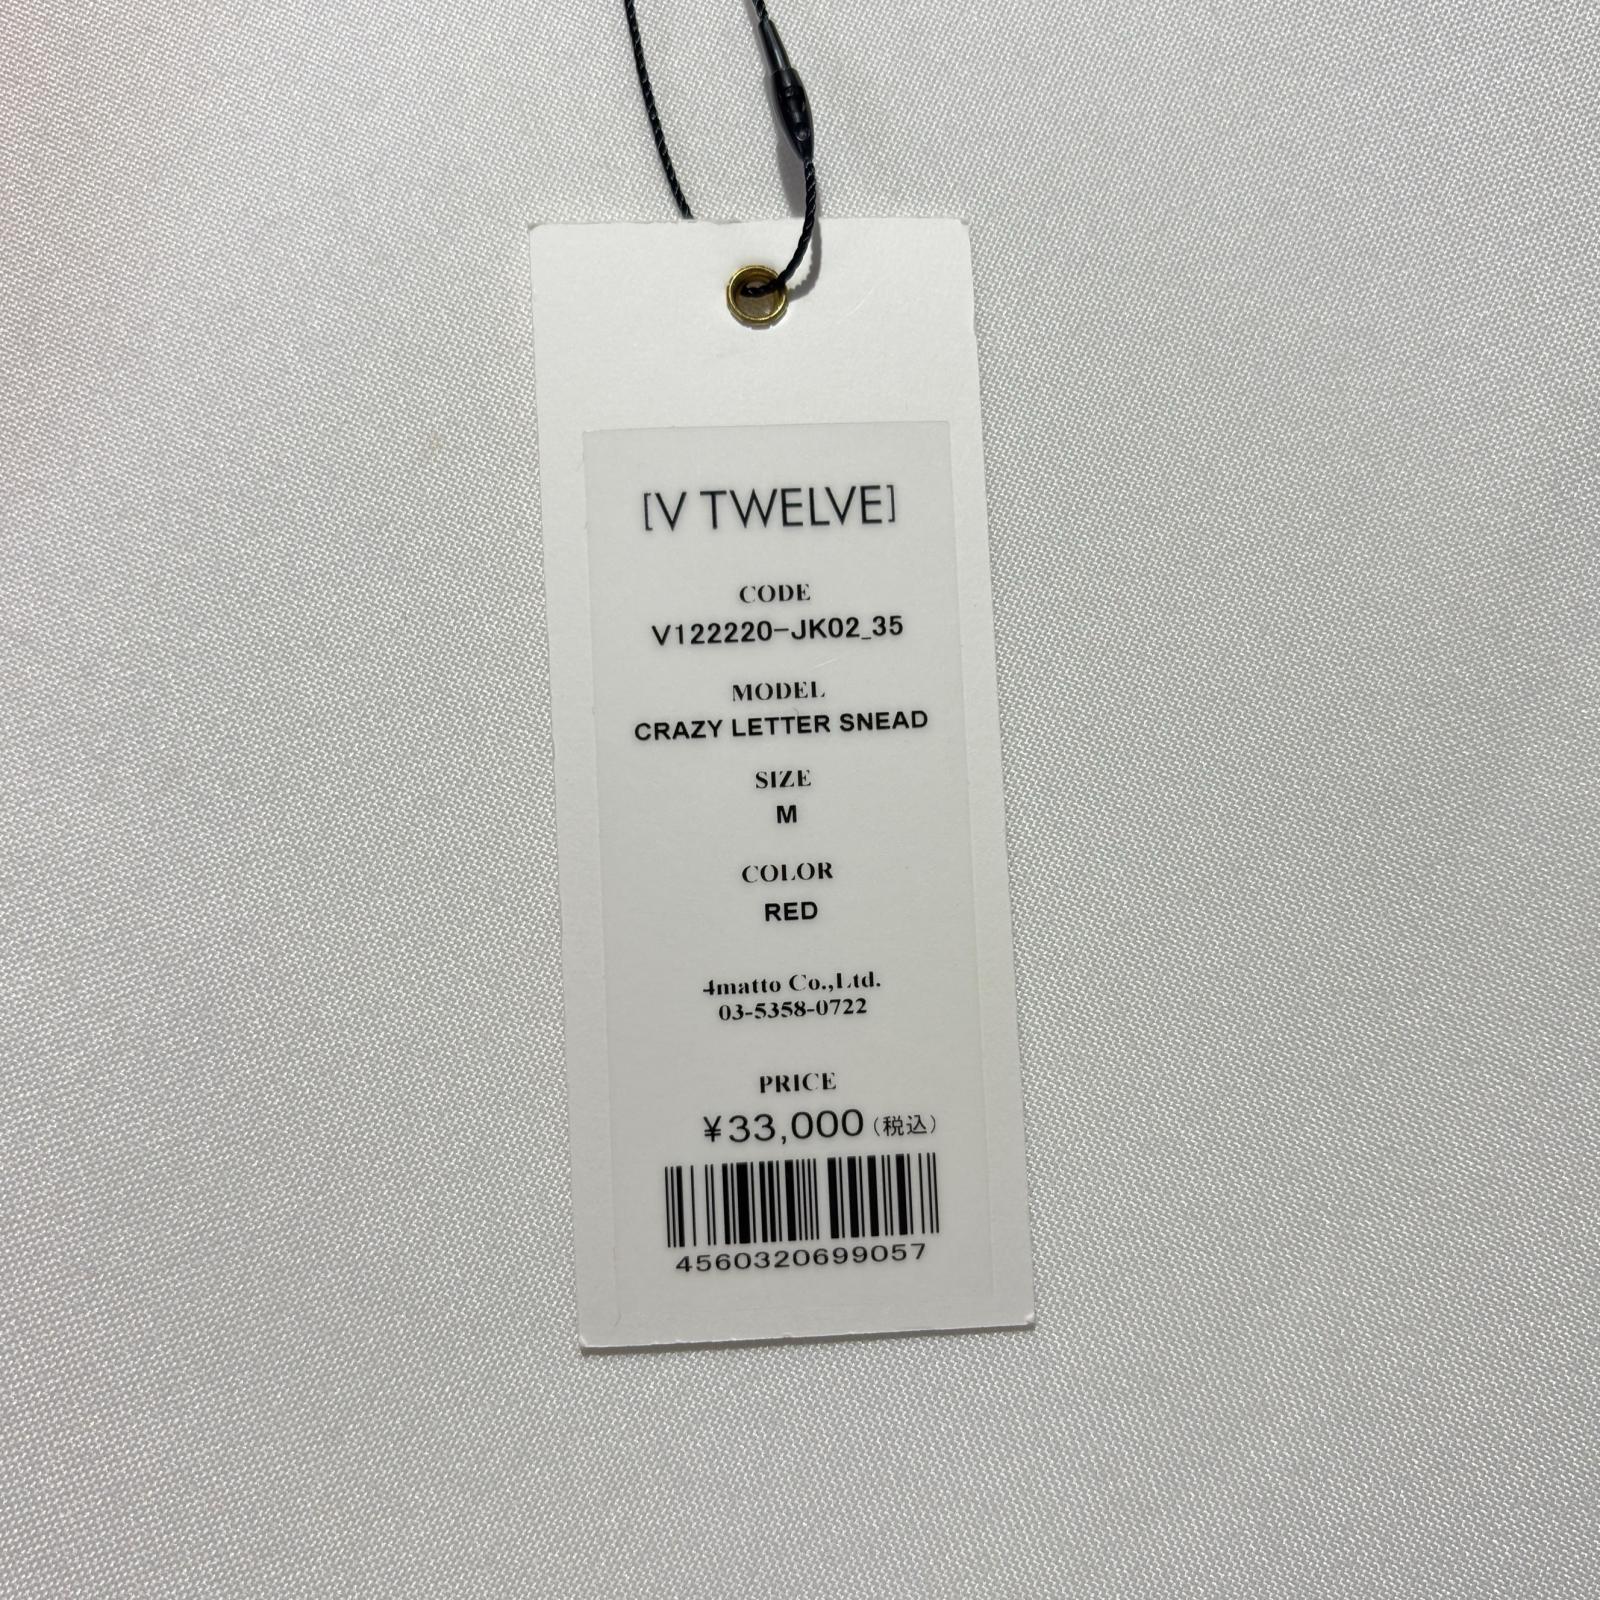 [V TWELVE]
CODE
V122220-JK02_35
MODEL
CRAZY LETTER SNEAD
SIZE
M
COLOR
RED
4matto Co.,Ltd.
03-5358-0722
PRICE
¥33,000(税込)
4560320699057